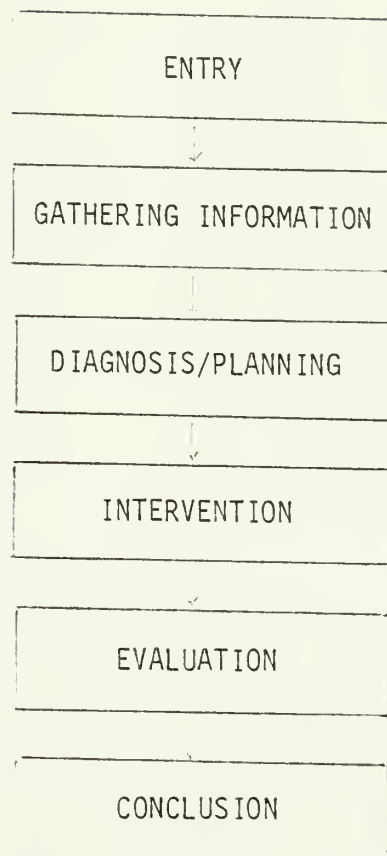 ENTRY
GATHERING INFORMATION
DIAGNOSIS/PLANNING
INTERVENTION
EVALUATION
CONCLUSION